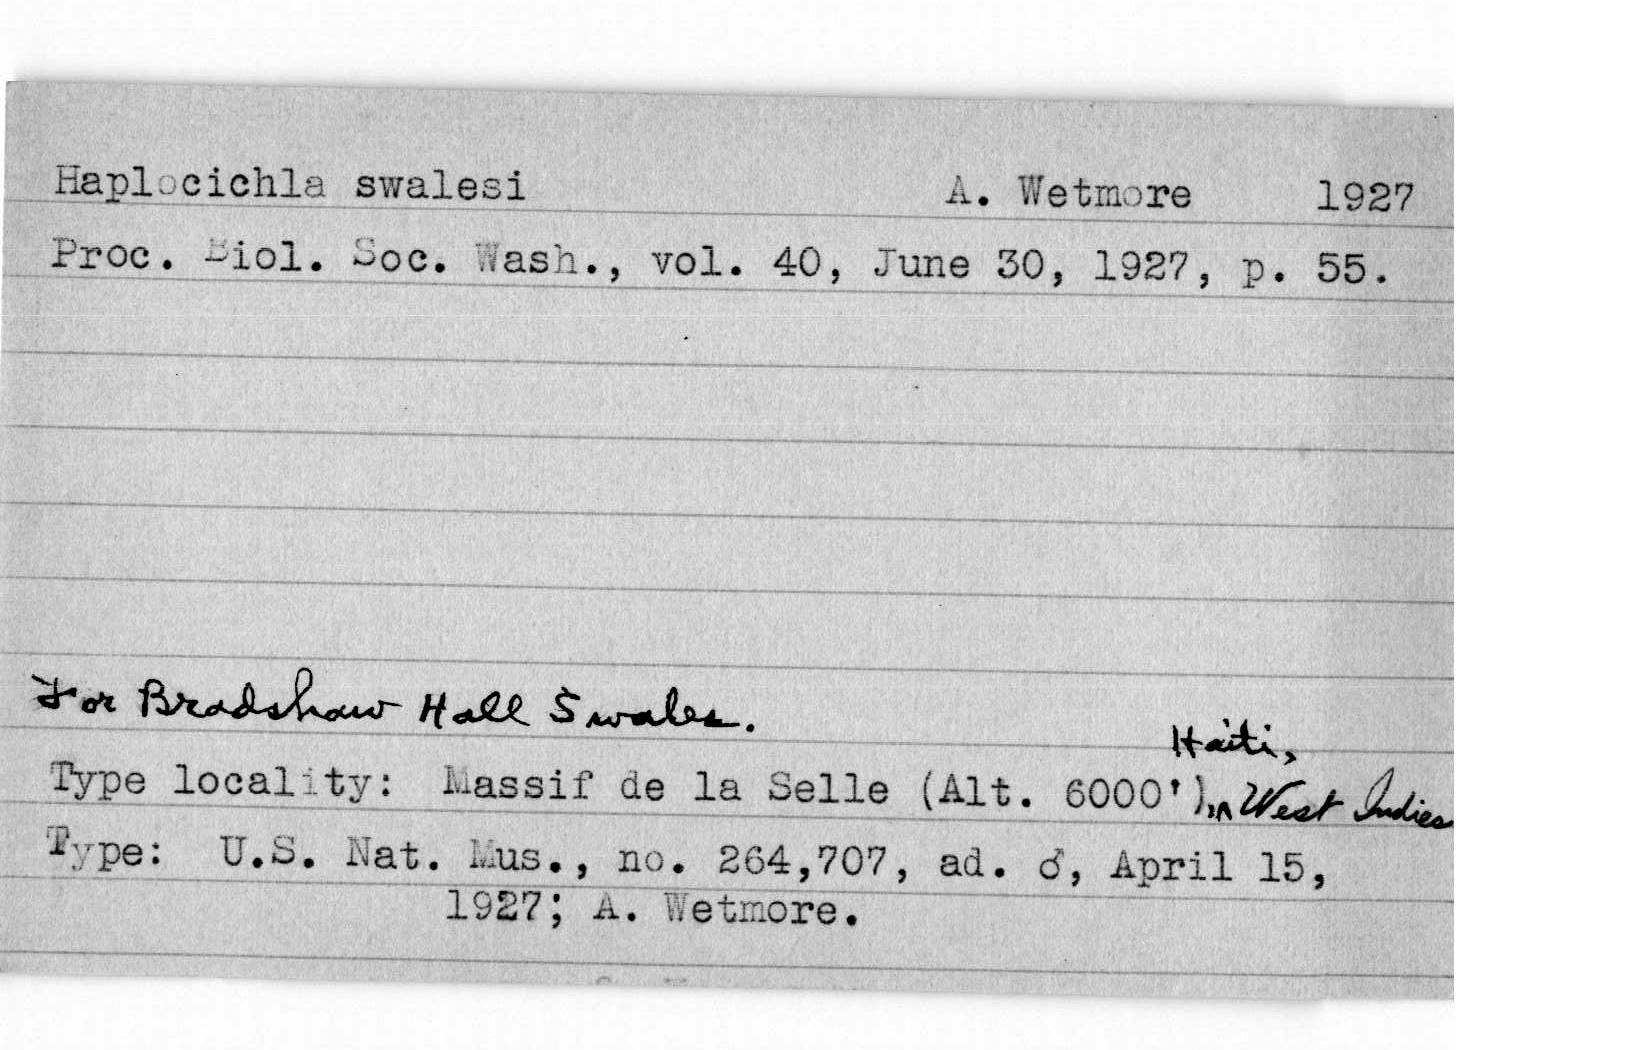 Haplocichla swalesi A. Wetmore 1927
Proc. Biol. Soc. Wash., vol. 40, June 30, 1927, p. 55.
For Bradshaw Hall Swales.
Haiti,
Type locality: Massif de la Selle (Alt. 6000'), West Indies
Type: U.S. Nat. Mus., no. 264,707, ad. ♂, April 15,
1927; A. Wetmore.